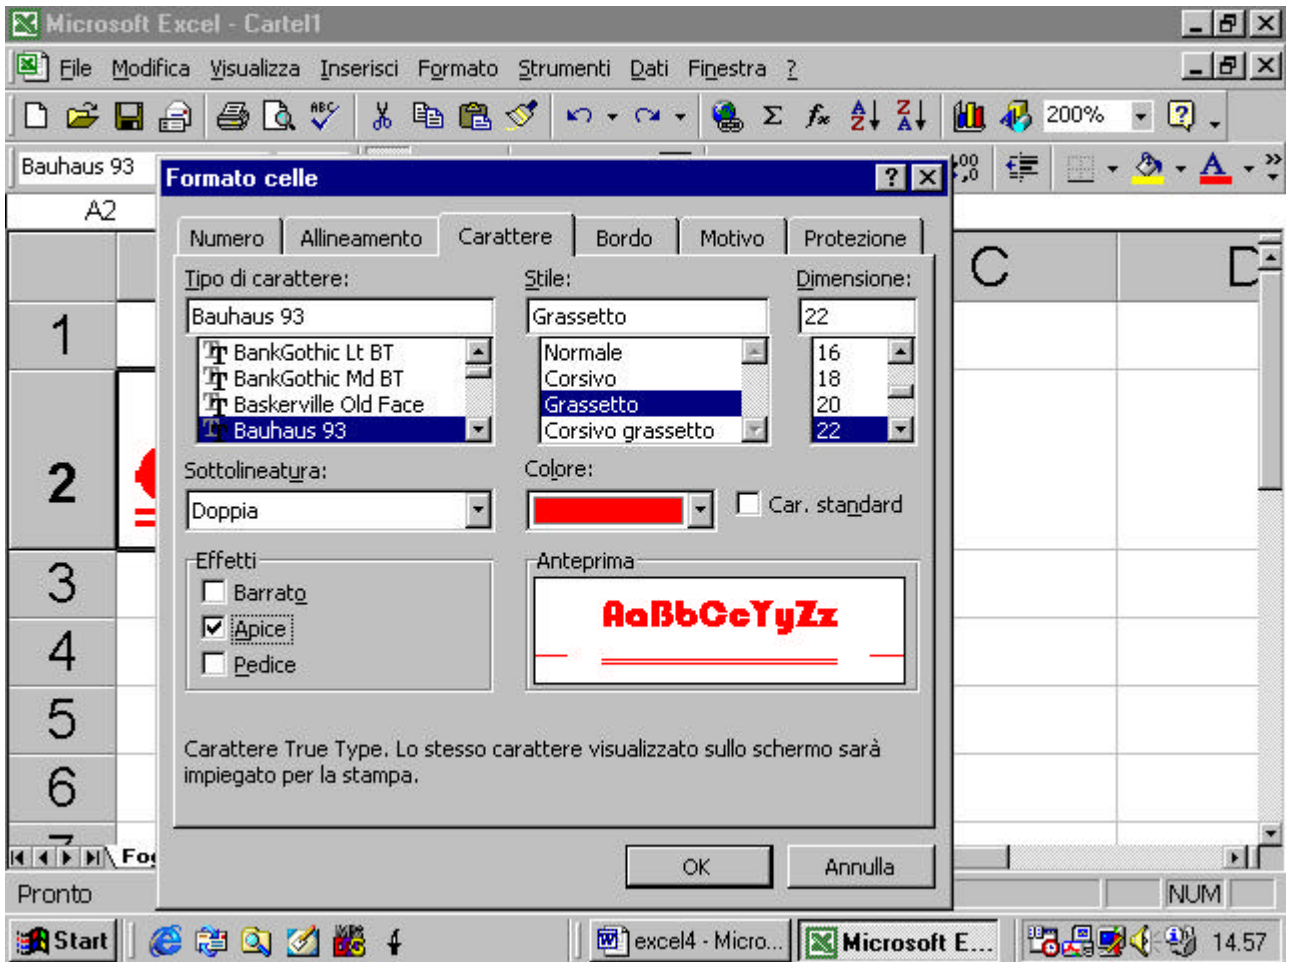 Microsoft Excel - Cartel1
File Modifica Visualizza Inserisci Formato Strumenti Dati Finestra ?
ABC Σ fx A Z Z A 200% ?
Bauhaus 93 ,00 ,0 A »
A2
Formato celle ?
Numero Allineamento Carattere Bordo Motivo Protezione
C D
Tipo di carattere: Stile: Dimensione:
Bauhaus 93 Grassetto 22
BankGothic Lt BT Normale 16
BankGothic Md BT Corsivo 18
Baskerville Old Face Grassetto 20
Bauhaus 93 Corsivo grassetto 22
Sottolineatura: Colore:
Doppia Car. standard
Effetti Anteprima
Barrato
Apice AaBbCcYyZz
Pedice
Carattere True Type. Lo stesso carattere visualizzato sullo schermo sarà
impiegato per la stampa.
OK Annulla
1
2
3
4
5
6
Pronto NUM
Start excel4 - Micro... Microsoft E... 14.57